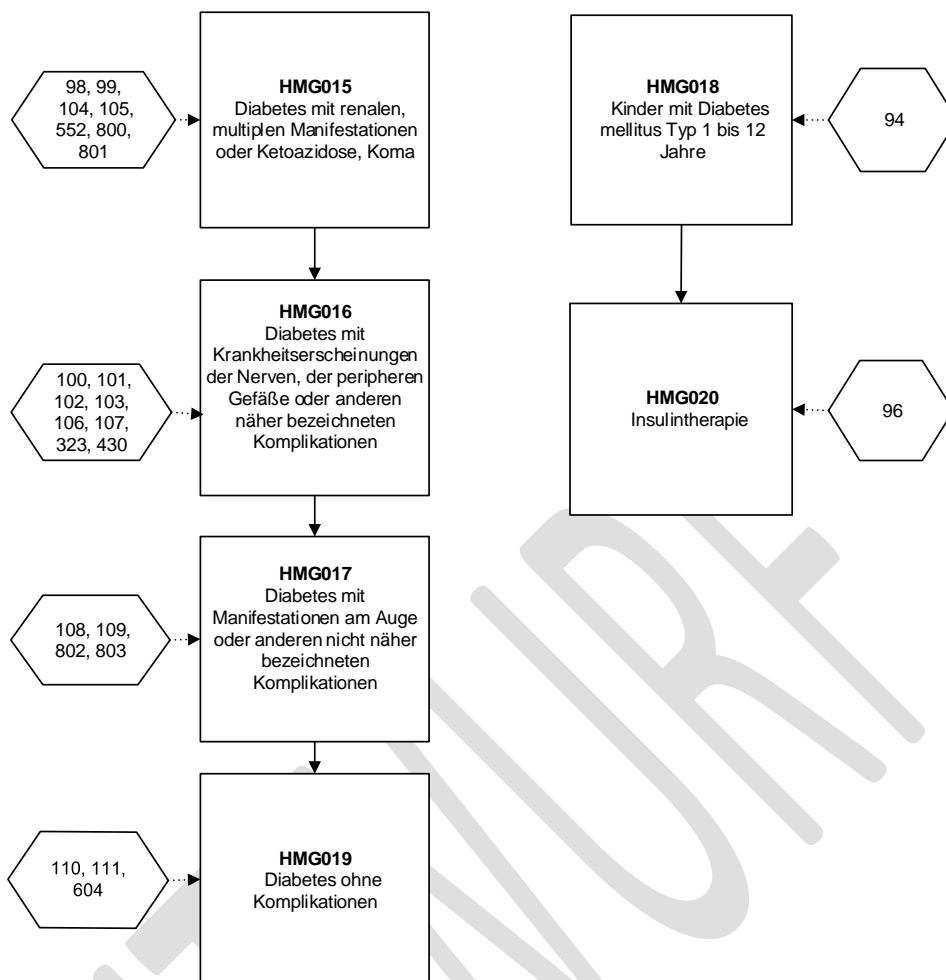 98, 99,
104, 105,
552, 800,
801
HMG015
Diabetes mit renalen,
multiplen Manifestationen
oder Ketoazidose, Koma
HMG018
Kinder mit Diabetes
mellitus Typ 1 bis 12
Jahre
94
100, 101,
102, 103,
106, 107,
323, 430
HMG016
Diabetes mit
Krankheitserscheinungen
der Nerven, der peripheren
Gefäße oder anderen
näher bezeichneten
Komplikationen
HMG020
Insulintherapie
96
108, 109,
802, 803
HMG017
Diabetes mit
Manifestationen am Auge
oder anderen nicht näher
bezeichneten
Komplikationen
110, 111,
604
HMG019
Diabetes ohne
Komplikationen